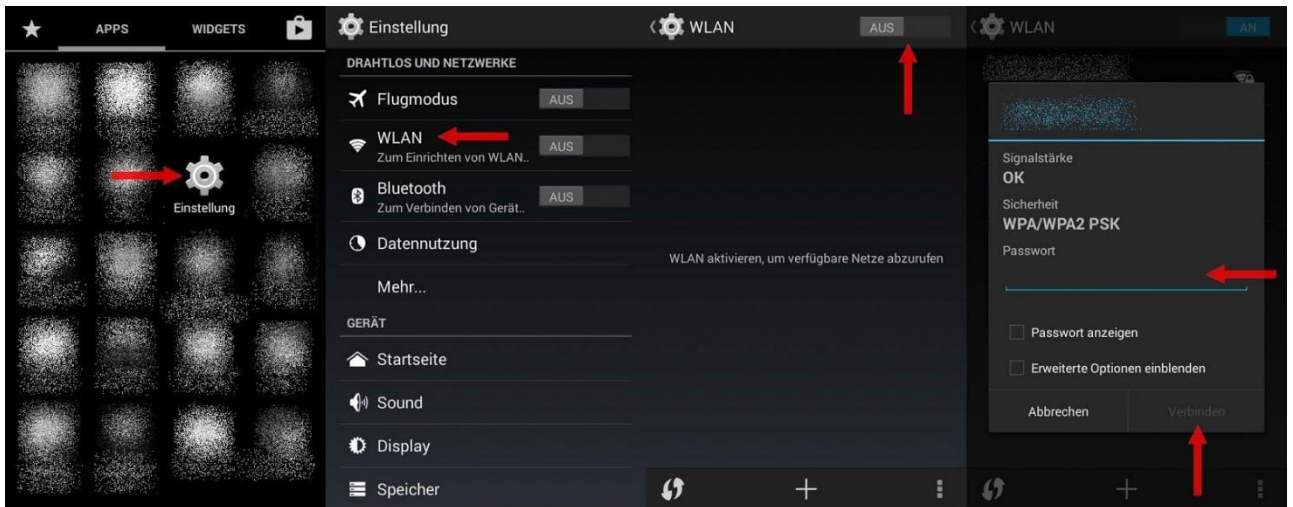 APPS
WIDGETS
Einstellung
Einstellung
DRAHTLOS UND NETZWERKE
Flugmodus
AUS
WLAN
AUS
Zum Einrichten von WLAN..
Bluetooth
AUS
Zum Verbinden von Gerät..
Datennutzung
Mehr...
GERÄT
Startseite
Sound
Display
Speicher
WLAN
AUS
WLAN aktivieren, um verfügbare Netze abzurufen
WLAN
AN
Signalstärke
OK
Sicherheit
WPA/WPA2 PSK
Passwort
Passwort anzeigen
Erweiterte Optionen einblenden
Abbrechen
Verbinden